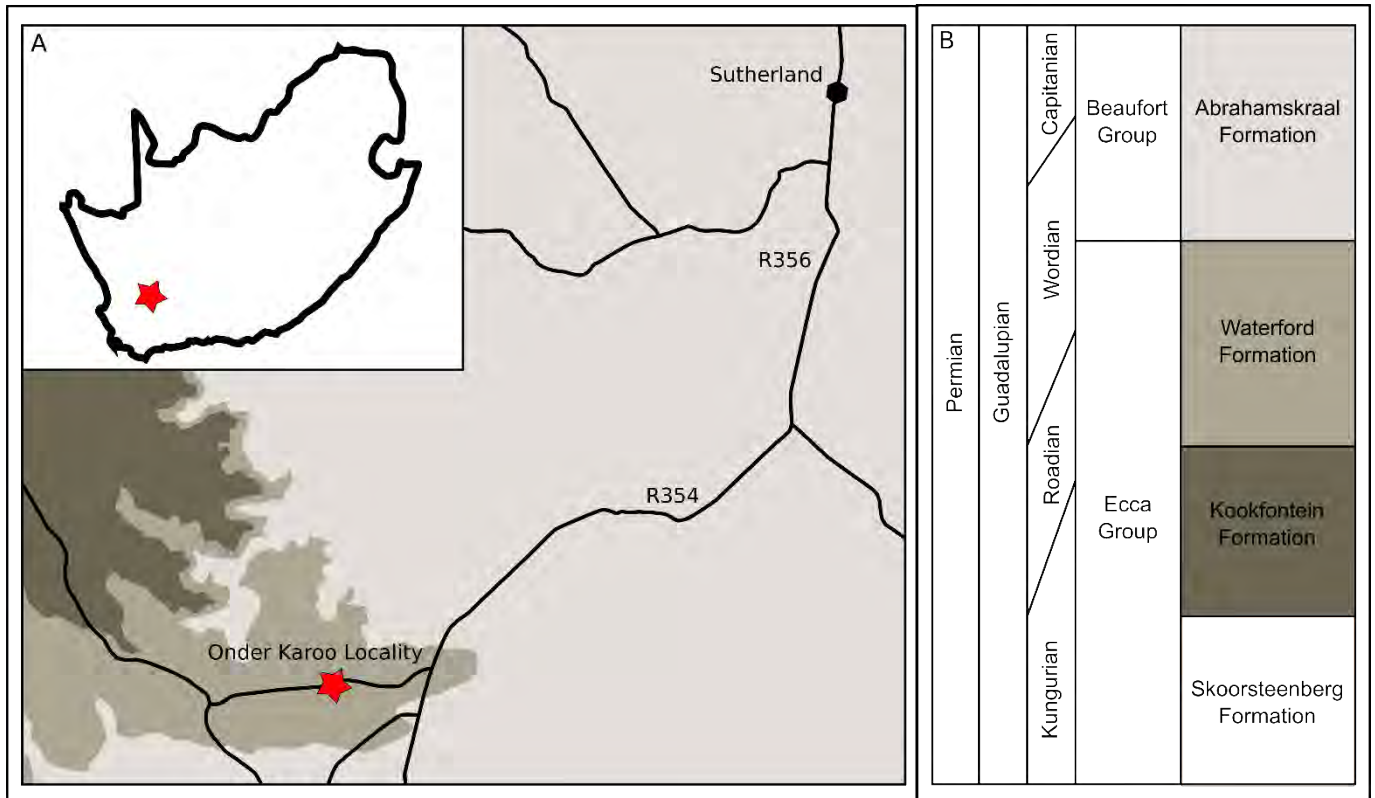 A
Sutherland
R356
R354
Onder Karoo Locality
B
Permian
Guadalupian
Capitanian
Wordian
Roadian
Kungurian
Beaufort
Group
Ecca
Group
Abrahamskraal
Formation
Waterford
Formation
Kookfontein
Formation
Skoorsteenberg
Formation